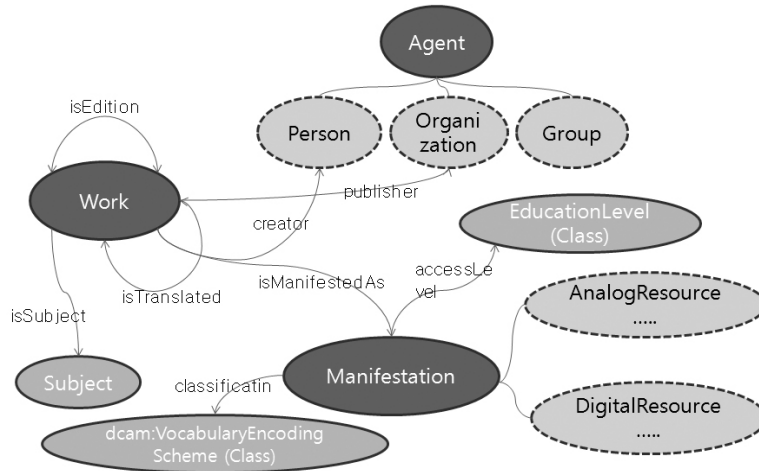 Agent
isEdition
Person
Organi
zation
Group
Work
publisher
creator
EducationLevel
(Class)
isTranslated
isManifestedAs
accessLe
vel
AnalogResource
.....
isSubject
Subject
classificatin
Manifestation
DigitalResource
.....
dcam:VocabularyEncoding
Scheme (Class)